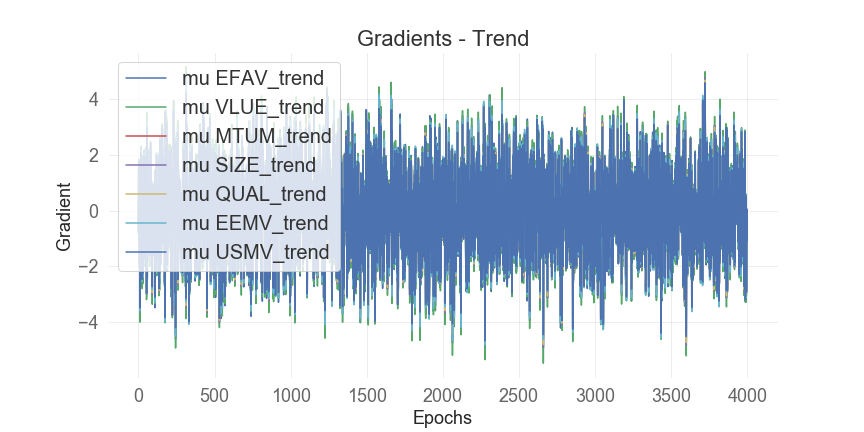 Gradients - Trend
mu EFAV_trend
mu VLUE_trend
mu MTUM_trend
mu SIZE_trend
mu QUAL_trend
mu EEMV_trend
mu USMV_trend
Gradient
4
2
0
−2
−4
0 500 1000 1500 2000 2500 3000 3500 4000
Epochs